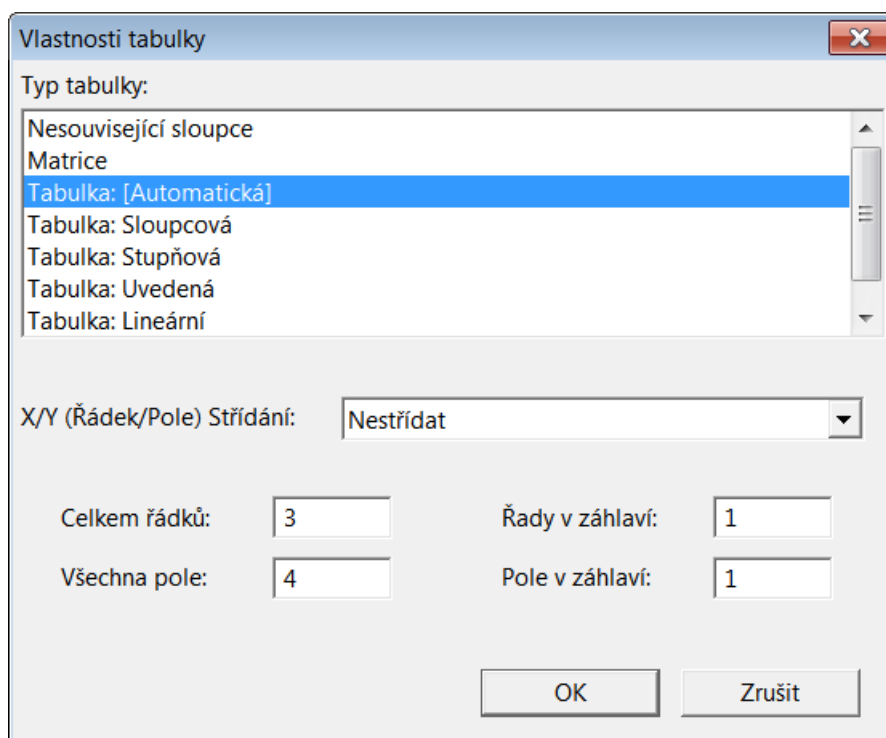 Vlastnosti tabulky
Typ tabulky:
Nesouvisející sloupce
Matrice
Tabulka: [Automatická]
Tabulka: Sloupcová
Tabulka: Stupňová
Tabulka: Uvedená
Tabulka: Lineární
X/Y (Řádek/Pole) Střídání: Nestřídat
Celkem řádků: 3 Řady v záhlaví: 1
Všechna pole: 4 Pole v záhlaví: 1
OK Zrušit